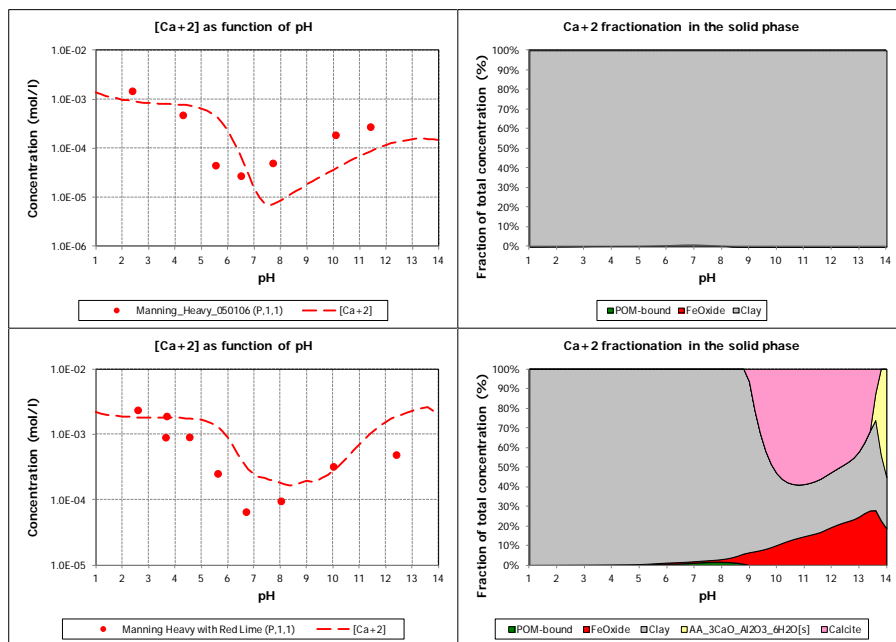 [Ca+2] as function of pH
Concentration (mol/l)
1.0E-02
1.0E-03
1.0E-04
1.0E-05
1.0E-06
1 2 3 4 5 6 7 8 9 10 11 12 13 14
pH
Manning_Heavy_050106 (P,1,1) [Ca+2]
Ca+2 fractionation in the solid phase
Fraction of total concentration (%)
100%
90%
80%
70%
60%
50%
40%
30%
20%
10%
0%
1 2 3 4 5 6 7 8 9 10 11 12 13 14
pH
POM-bound FeOxide Clay
[Ca+2] as function of pH
Concentration (mol/l)
1.0E-02
1.0E-03
1.0E-04
1.0E-05
1 2 3 4 5 6 7 8 9 10 11 12 13 14
pH
Manning Heavy with Red Lime (P,1,1) [Ca+2]
Ca+2 fractionation in the solid phase
Fraction of total concentration (%)
100%
90%
80%
70%
60%
50%
40%
30%
20%
10%
0%
1 2 3 4 5 6 7 8 9 10 11 12 13 14
pH
POM-bound FeOxide Clay AA_3CaO_Al2O3_6H2O[s] Calcite